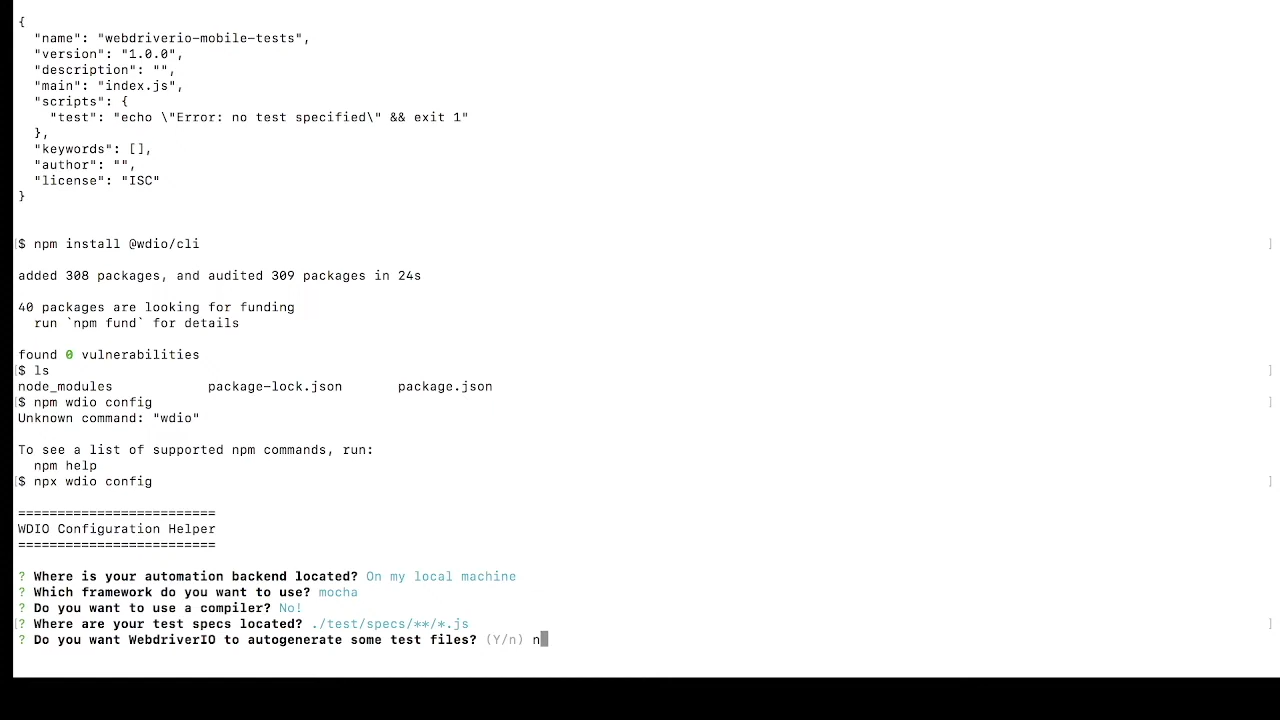 {
"name": "webdriverio-mobile-tests",
"version": "1.0.0",
"description": "",
"main": "index.js",
"scripts": {
"test": "echo \"Error: no test specified\" && exit 1"
},
"keywords": [],
"author": "",
"license": "ISC"
}
[$ npm install @wdio/cli ]
added 308 packages, and audited 309 packages in 24s
40 packages are looking for funding
run `npm fund` for details
found 0 vulnerabilities
[$ ls ]
node_modules package-lock.json package.json
[$ npm wdio config ]
Unknown command: "wdio"
To see a list of supported npm commands, run:
npm help
[$ npx wdio config ]
=========================
WDIO Configuration Helper
=========================
? Where is your automation backend located? On my local machine
? Which framework do you want to use? mocha
? Do you want to use a compiler? No!
[? Where are your test specs located? ./test/specs/**/*.js ]
? Do you want WebdriverIO to autogenerate some test files? (Y/n) n